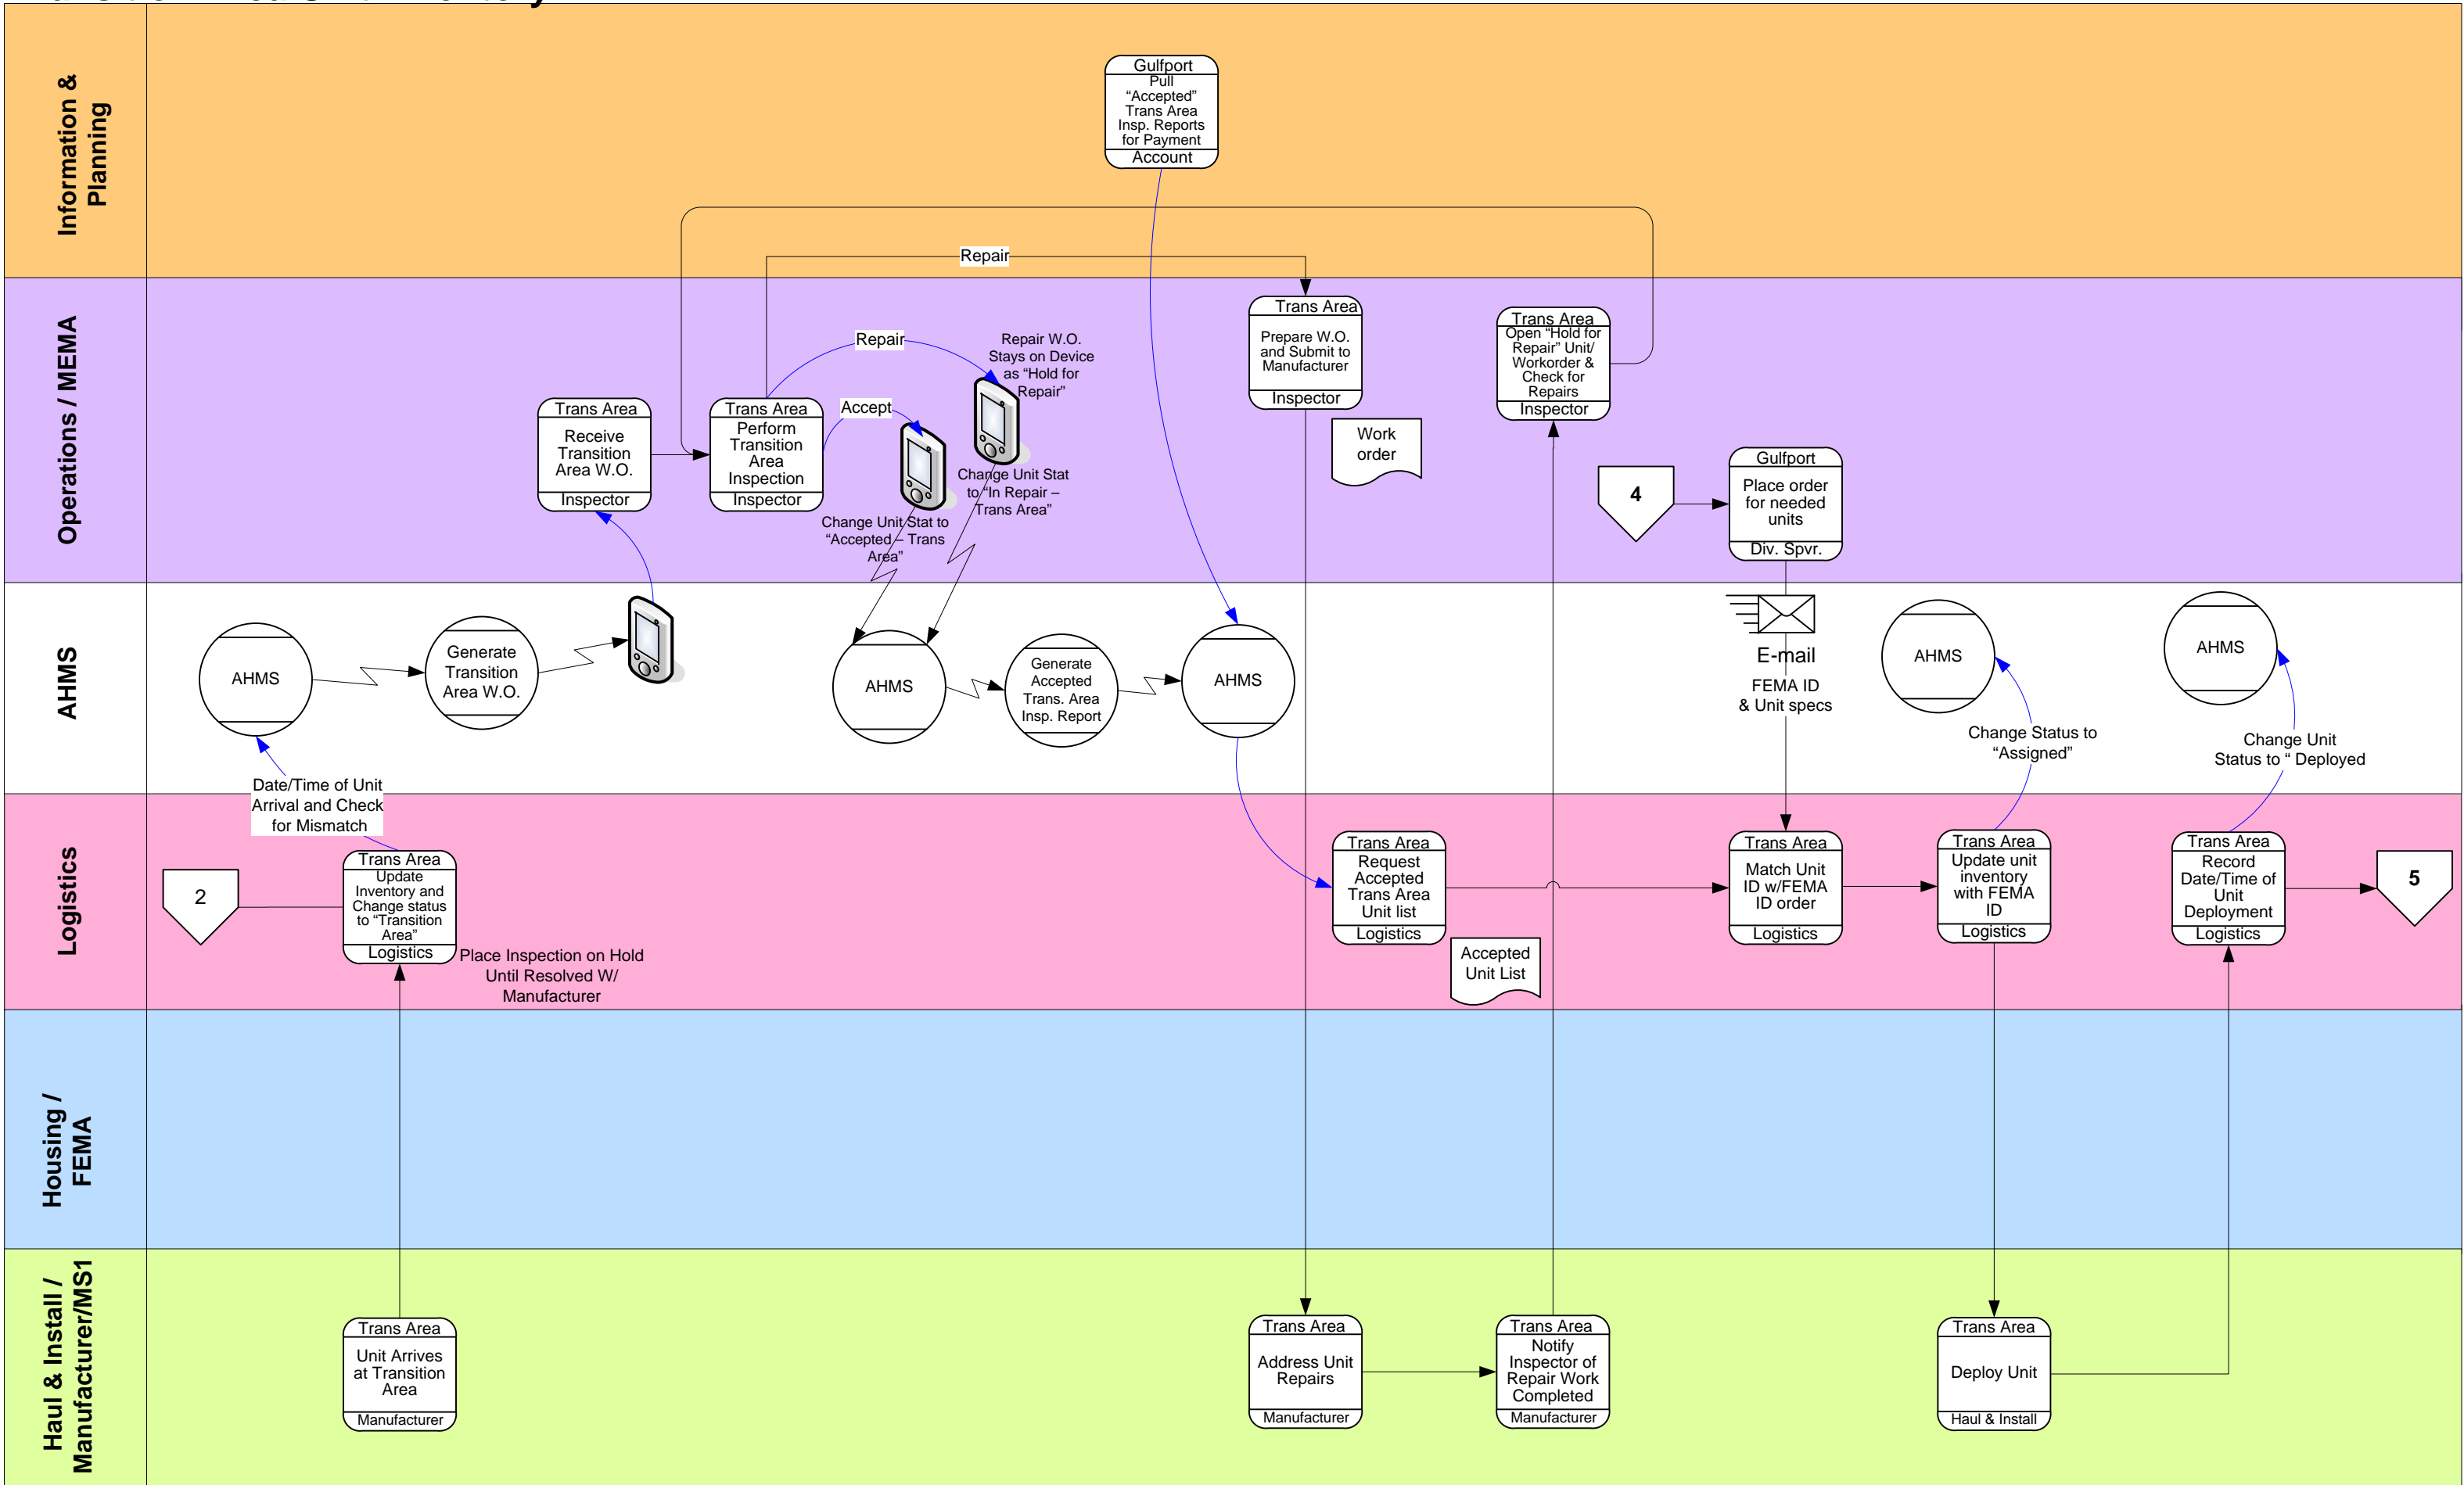 Information &
Planning
Gulfport
Pull
“Accepted”
Trans Area
Insp. Reports
for Payment
Account
Repair
Operations / MEMA
Trans Area
Receive
Transition
Area W.O.
Inspector
Trans Area
Perform
Transition
Area
Inspection
Inspector
Repair
Accept
Repair W.O.
Stays on Device
as “Hold for
Repair”
Change Unit Stat
to “In Repair –
Trans Area”
Change Unit Stat to
“Accepted – Trans
Area”
Trans Area
Prepare W.O.
and Submit to
Manufacturer
Inspector
Work
order
Trans Area
Open “Hold for
Repair” Unit/
Workorder &
Check for
Repairs
Inspector
4
Gulfport
Place order
for needed
units
Div. Spvr.
AHMS
AHMS
Generate
Transition
Area W.O.
AHMS
Generate
Accepted
Trans. Area
Insp. Report
AHMS
E-mail
FEMA ID
& Unit specs
AHMS
Change Status to
“Assigned”
AHMS
Change Unit
Status to “ Deployed
Date/Time of Unit
Arrival and Check
for Mismatch
Logistics
2
Trans Area
Update
Inventory and
Change status
to “Transition
Area”
Logistics
Place Inspection on Hold
Until Resolved W/
Manufacturer
Trans Area
Request
Accepted
Trans Area
Unit list
Logistics
Accepted
Unit List
Trans Area
Match Unit
ID w/FEMA
ID order
Logistics
Trans Area
Update unit
inventory
with FEMA
ID
Logistics
Trans Area
Record
Date/Time of
Unit
Deployment
Logistics
5
Housing /
FEMA
Haul & Install /
Manufacturer/MS1
Trans Area
Unit Arrives
at Transition
Area
Manufacturer
Trans Area
Address Unit
Repairs
Manufacturer
Trans Area
Notify
Inspector of
Repair Work
Completed
Manufacturer
Trans Area
Deploy Unit
Haul & Install